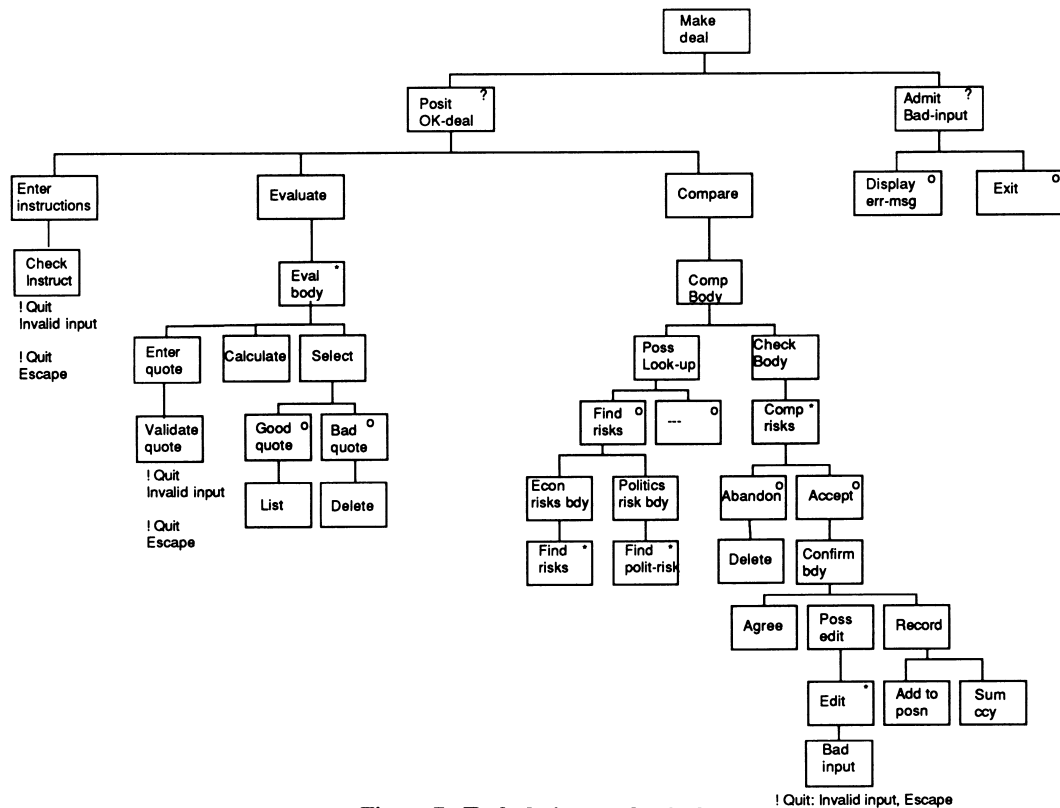 Make
deal
Posit ?
OK-deal
Admit ?
Bad-input
Enter
instructions
Evaluate
Compare
Display o
err-msg
Exit o
Check
Instruct
! Quit
Invalid input
! Quit
Escape
Eval *
body
Comp
Body
Enter
quote
Calculate
Select
Poss
Look-up
Check
Body
Validate
quote
Good o
quote
Bad o
quote
Find o
risks
--- o
Comp *
risks
! Quit
Invalid input
! Quit
Escape
List
Delete
Econ
risks bdy
Politics
risk bdy
Abandon o
Accept o
Find *
risks
Find *
polit-risk
Delete
Confirm
bdy
Agree
Poss
edit
Record
Edit *
Add to
posn
Sum
ccy
Bad
input
! Quit: Invalid input, Escape